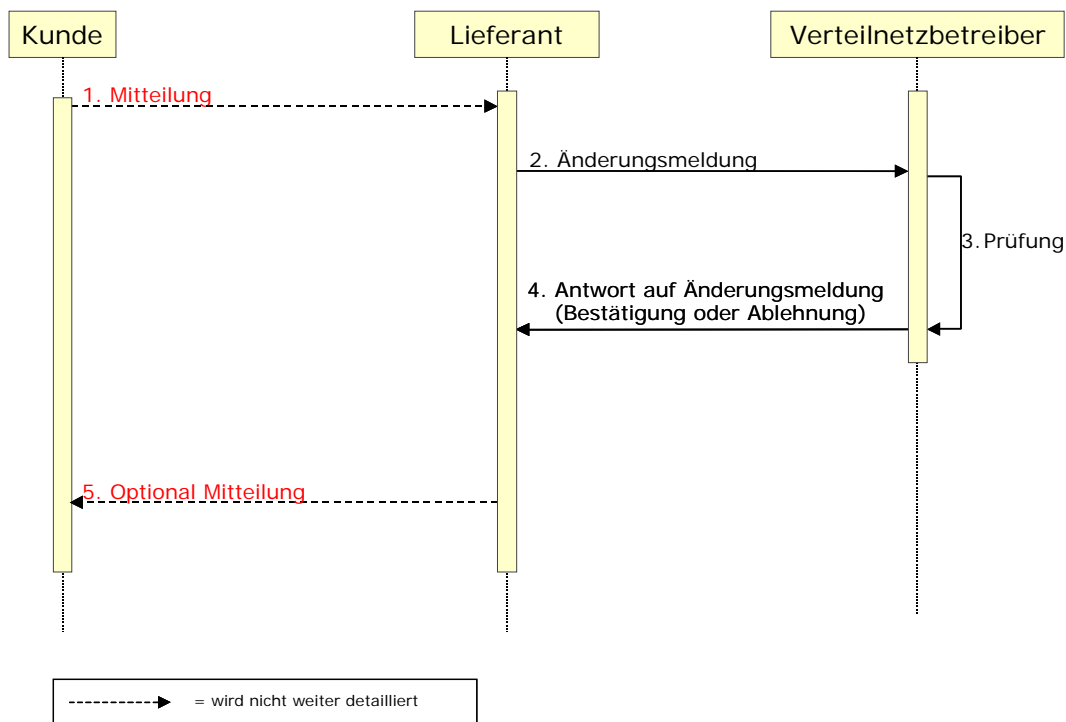 Kunde
Lieferant
Verteilnetzbetreiber
1. Mitteilung
2. Änderungsmeldung
3. Prüfung
4. Antwort auf Änderungsmeldung
(Bestätigung oder Ablehnung)
5. Optional Mitteilung
= wird nicht weiter detailliert